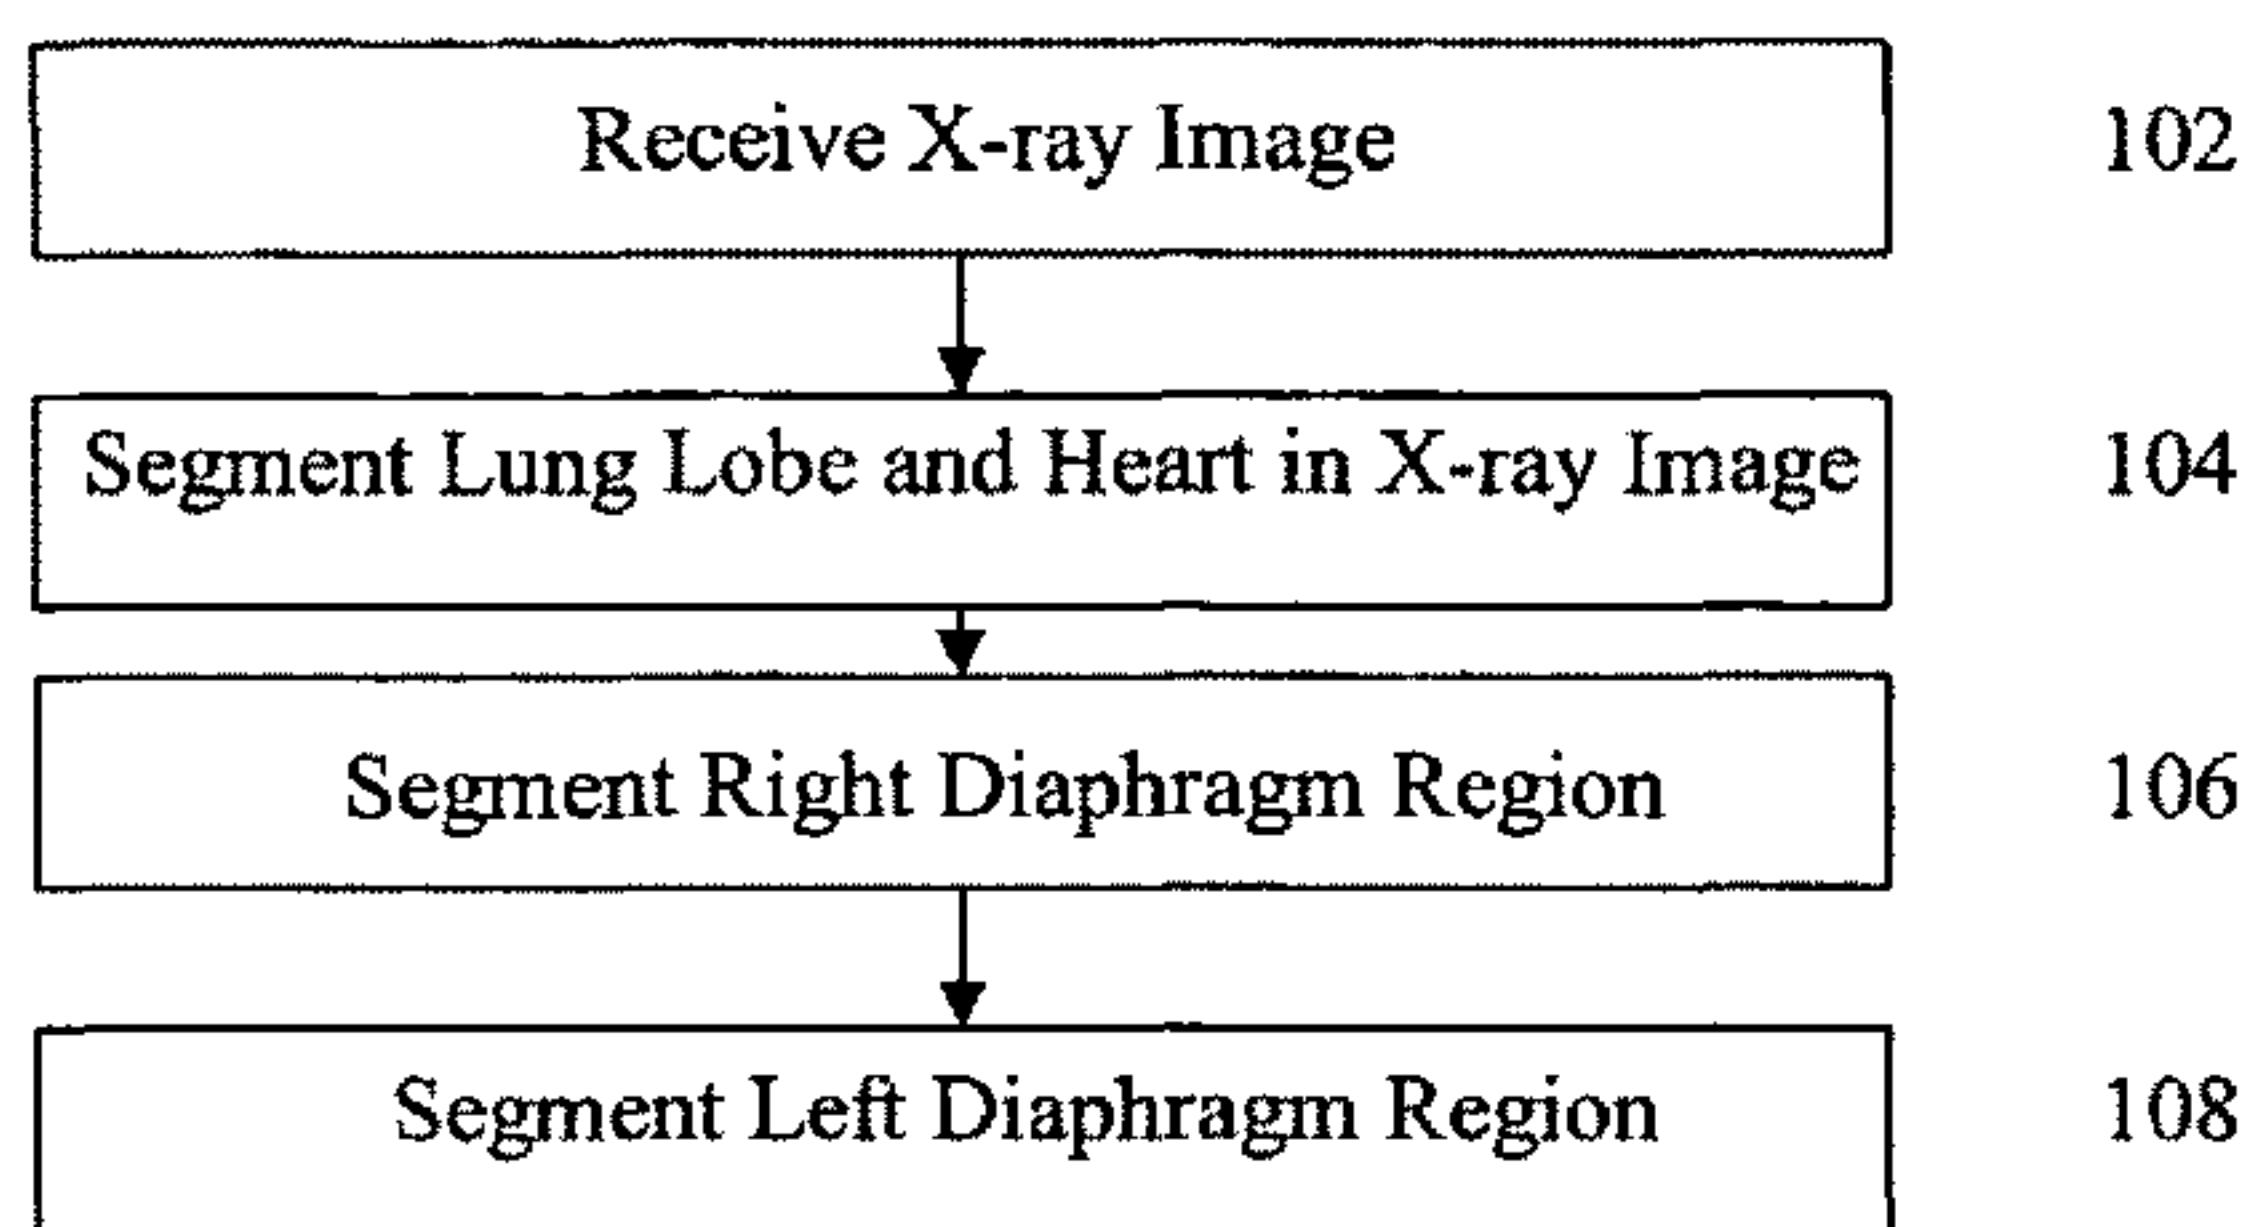 Receive X-ray Image 102
Segment Lung Lobe and Heart in X-ray Image 104
Segment Right Diaphragm Region 106
Segment Left Diaphragm Region 108